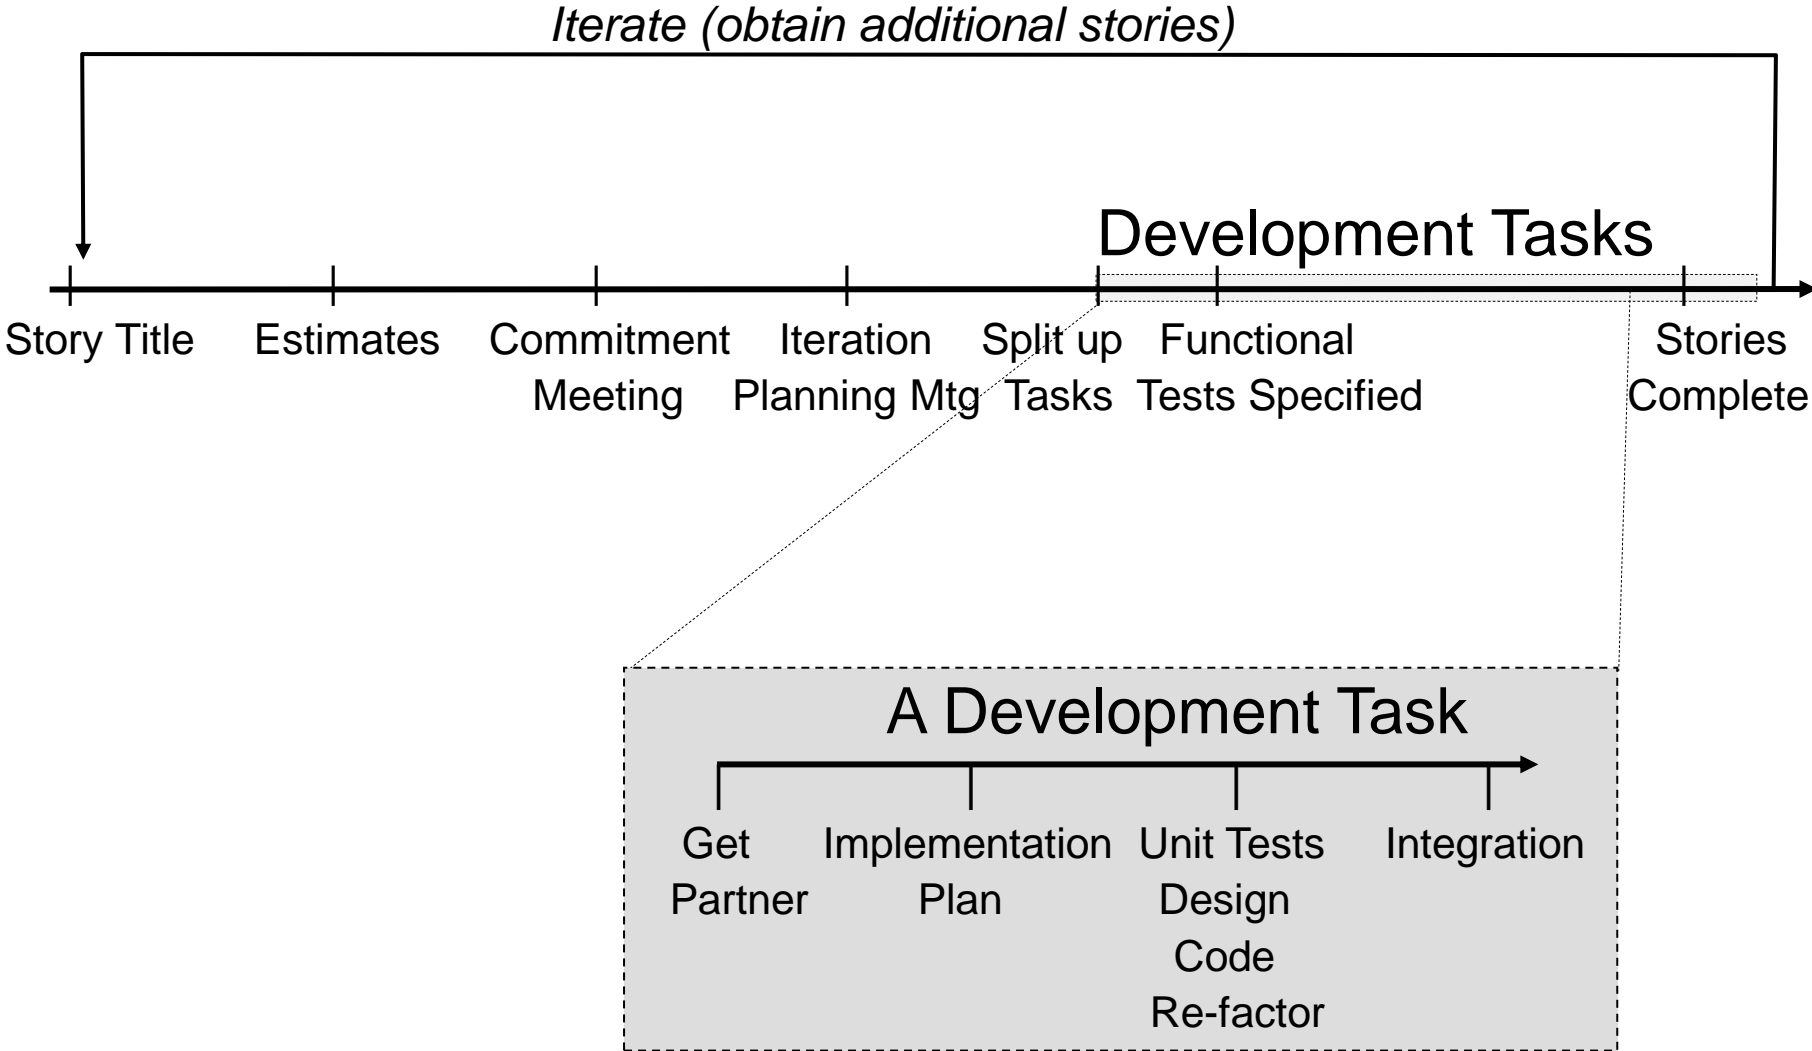 Iterate (obtain additional stories)
Development Tasks
Story Title
Estimates
Commitment
Meeting
Iteration
Planning Mtg
Split up
Tasks
Functional
Tests Specified
Stories
Complete
A Development Task
Get
Partner
Implementation
Plan
Unit Tests
Design
Code
Re-factor
Integration